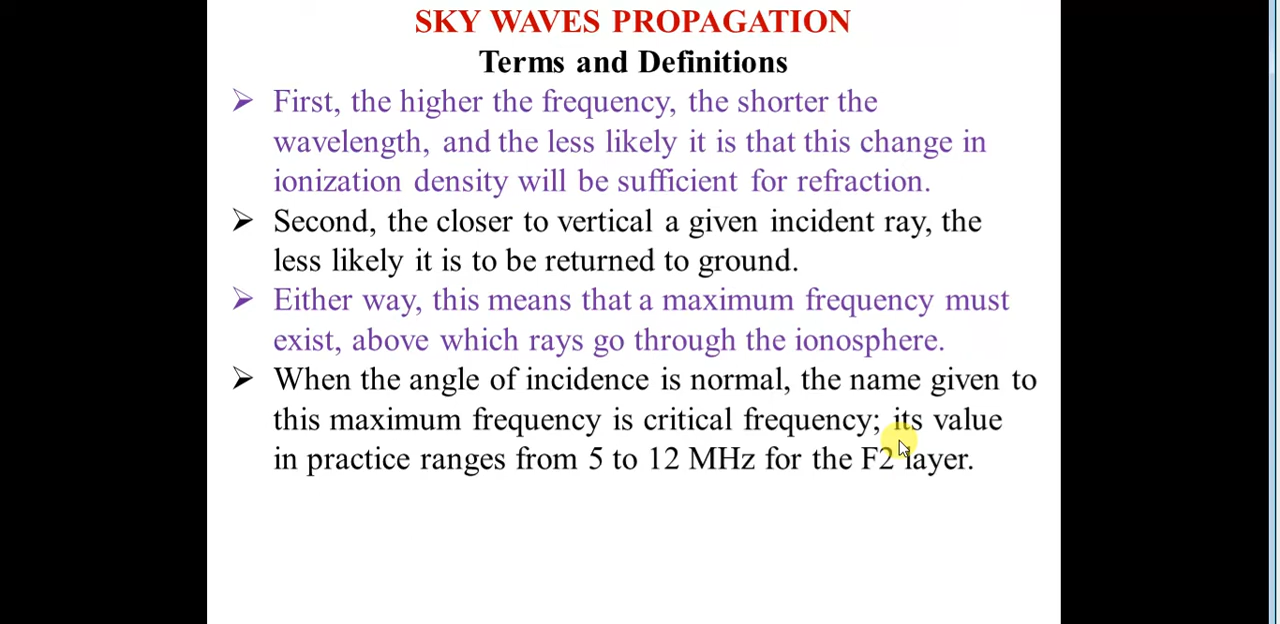 SKY WAVES PROPAGATION
Terms and Definitions
➤ First, the higher the frequency, the shorter the
wavelength, and the less likely it is that this change in
ionization density will be sufficient for refraction.
➤ Second, the closer to vertical a given incident ray, the
less likely it is to be returned to ground.
➤ Either way, this means that a maximum frequency must
exist, above which rays go through the ionosphere.
➤ When the angle of incidence is normal, the name given to
this maximum frequency is critical frequency; its value
in practice ranges from 5 to 12 MHz for the F2 layer.